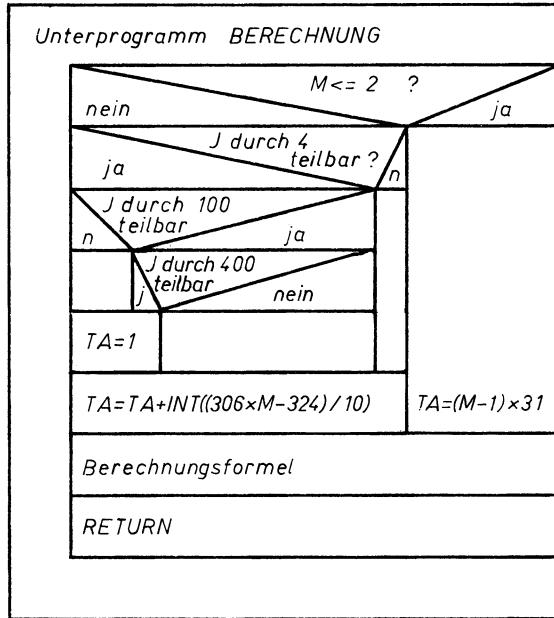 Unterprogramm BERECHNUNG
M<= 2 ?
nein
ja
J durch 4
teilbar ?
ja
n
J durch 100
teilbar
n
ja
J durch 400
teilbar
j
nein
TA=1
TA=TA+INT((306×M-324)/10)
TA=(M-1)×31
Berechnungsformel
RETURN